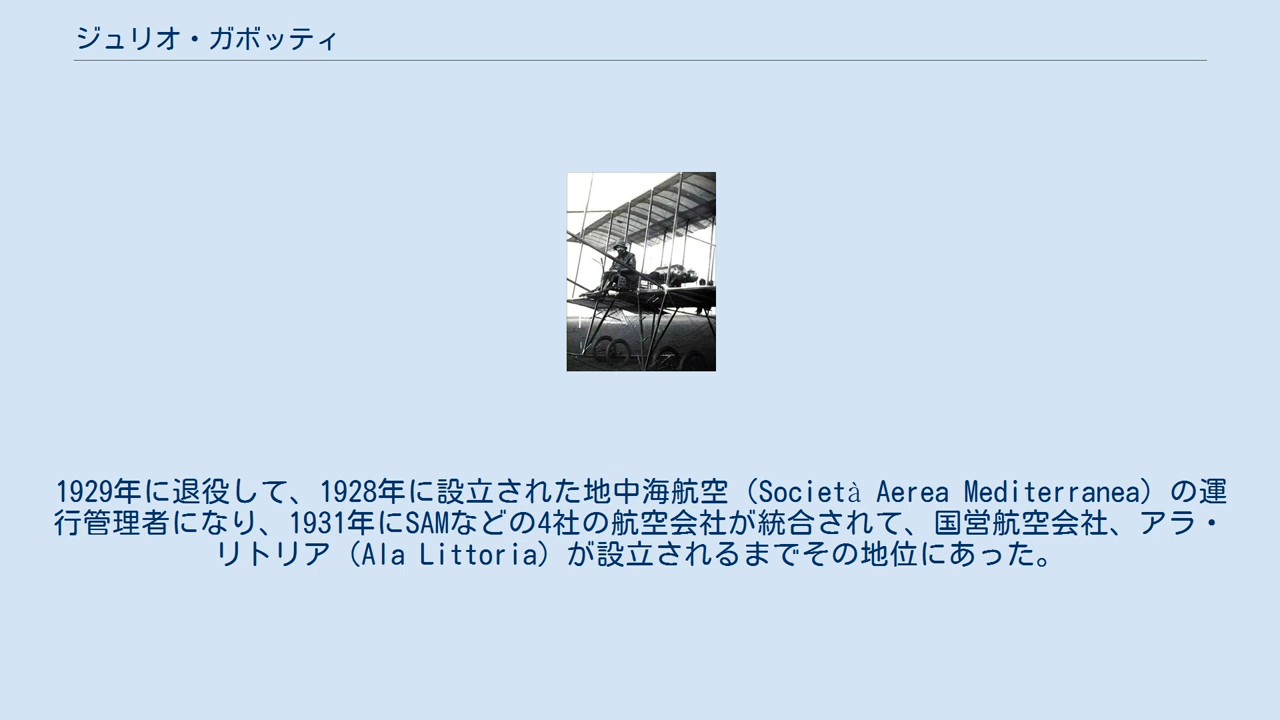 ジュリオ・ガボッティ
1929年に退役して、1928年に設立された地中海航空（Società Aerea Mediterranea）の運
行管理者になり、1931年にSAMなどの4社の航空会社が統合されて、国営航空会社、アラ・
リトリア（Ala Littoria）が設立されるまでその地位にあった。